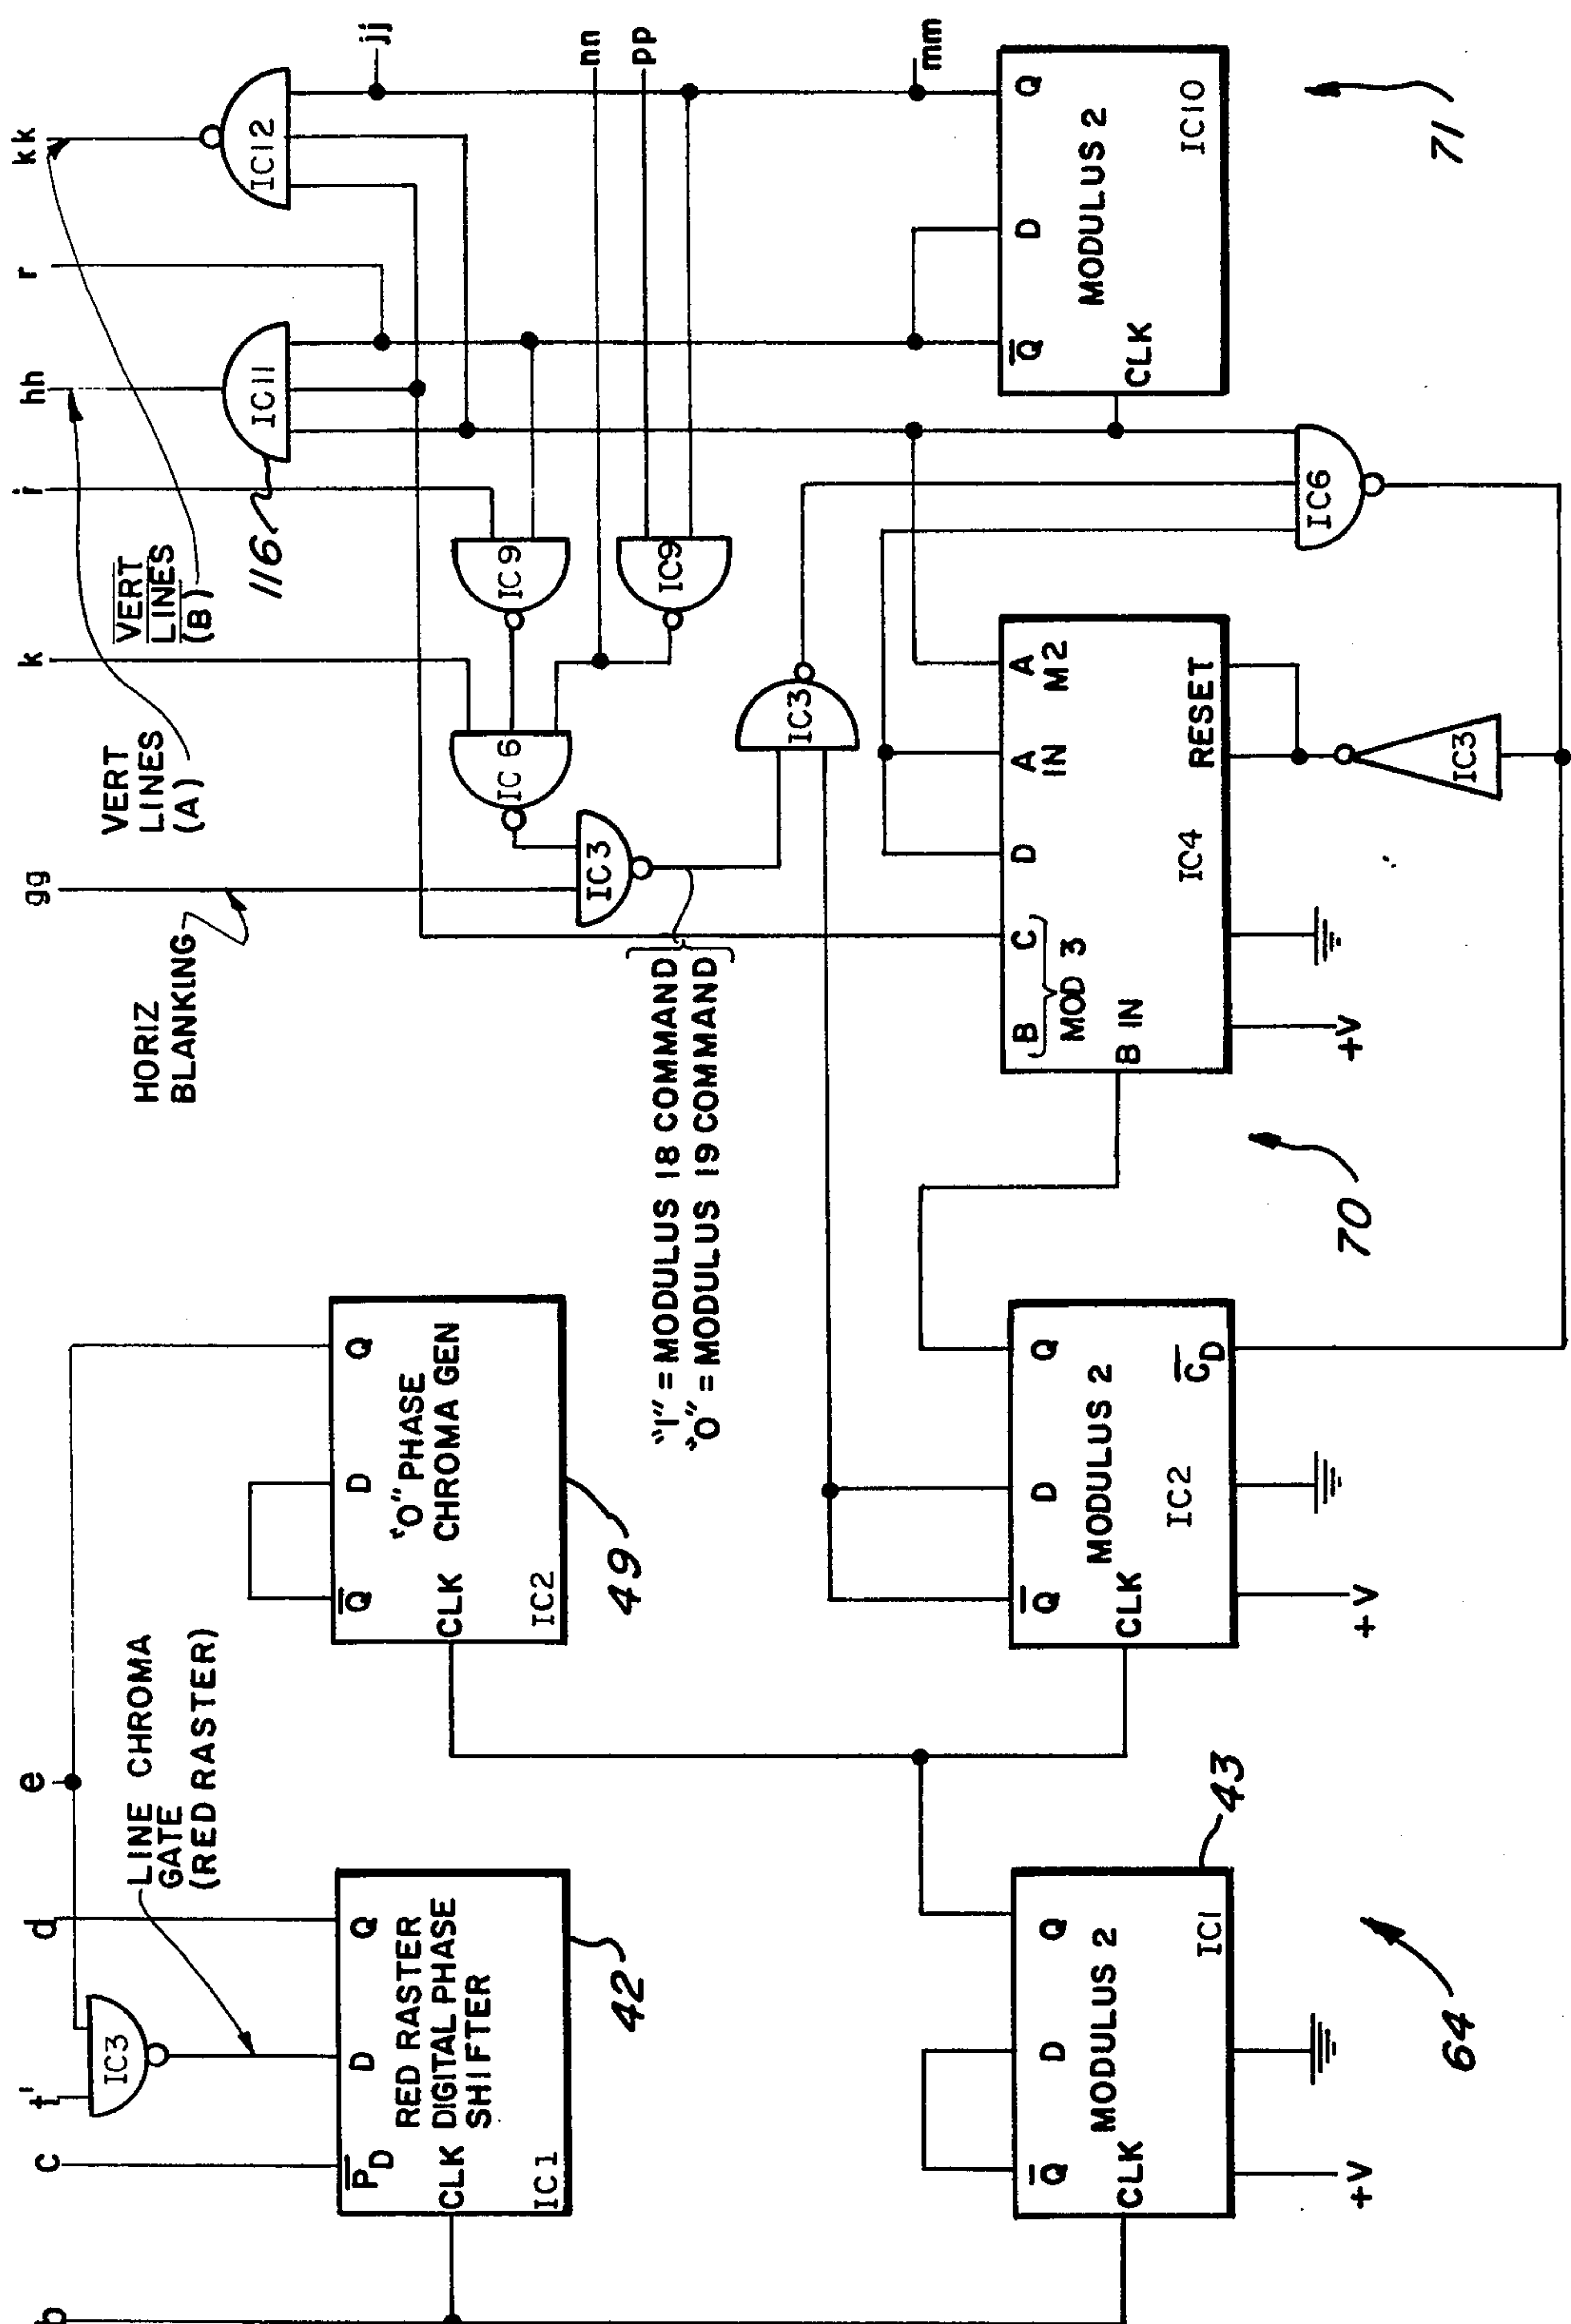 b
c
t'
d
e
gg
k
hh
r
kk
IC3
LINE CHROMA
GATE
(RED RASTER)
HORIZ
BLANKING
VERT
LINES
(A)
VERT
LINES
(B)
116
IC11
IC12
jj
nn
pp
mm
P̅D
D
Q
RED RASTER
DIGITAL PHASE
SHIFTER
CLK
IC1
42
Q̅
D
Q
"O" PHASE
CHROMA GEN
CLK
IC2
49
IC3
IC6
IC9
IC9
IC3
"1" = MODULUS 18 COMMAND
"0" = MODULUS 19 COMMAND
Q̅
D
Q
MODULUS 2
CLK
IC1
+V
43
64
Q̅
D
Q
MODULUS 2
CLK
IC2
C̅D
+V
B
C
MOD 3
D
A
IN
A
M2
B IN
IC4
RESET
+V
70
IC3
IC6
Q̅
D
Q
MODULUS 2
CLK
IC10
71